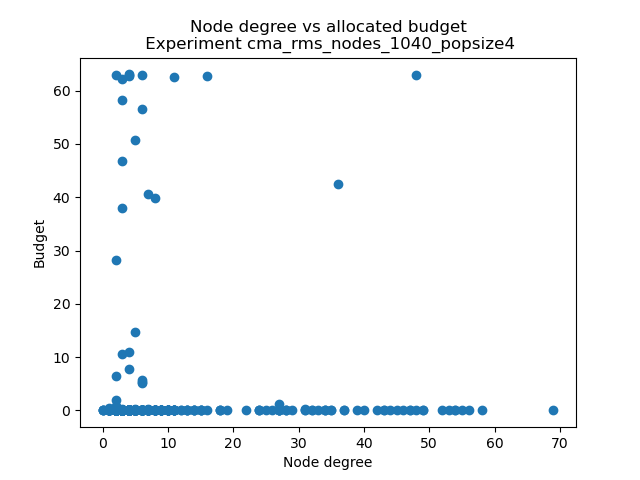 Node degree vs allocated budget
Experiment cma_rms_nodes_1040_popsize4
60
50
40
30
20
10
0
Budget
0 10 20 30 40 50 60 70
Node degree